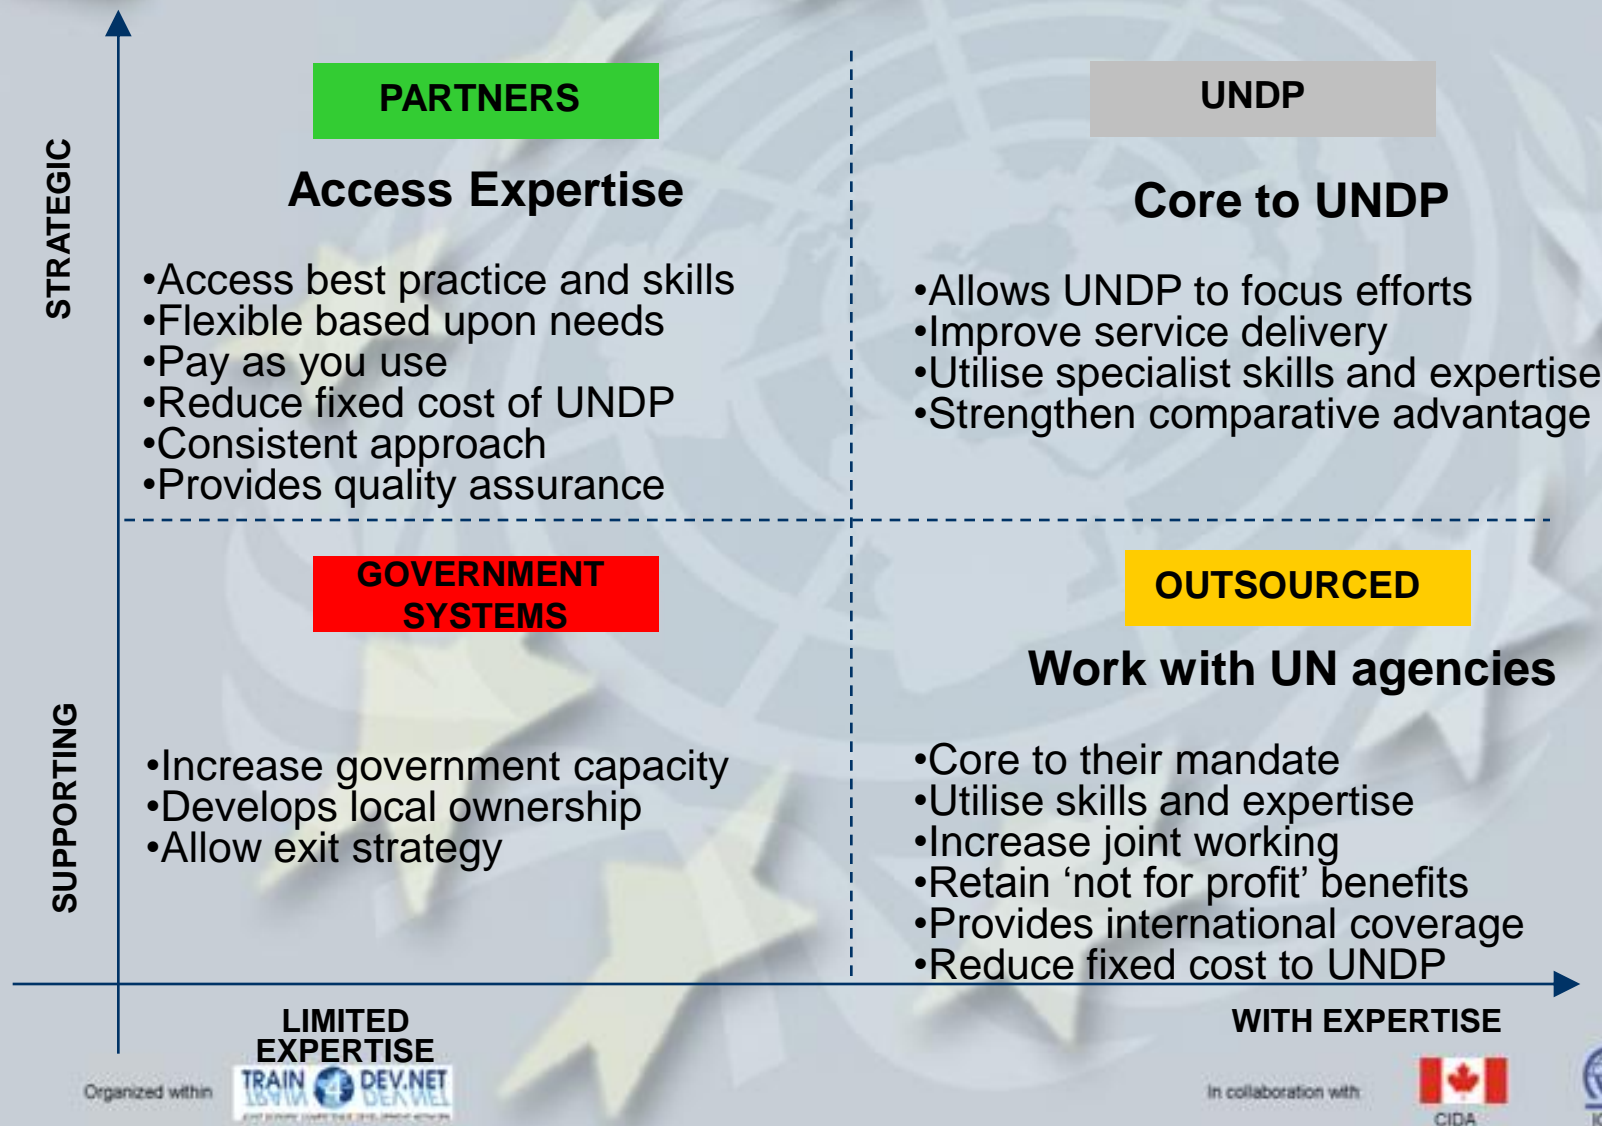 STRATEGIC
PARTNERS
Access Expertise
•Access best practice and skills
•Flexible based upon needs
•Pay as you use
•Reduce fixed cost of UNDP
•Consistent approach
•Provides quality assurance
UNDP
Core to UNDP
•Allows UNDP to focus efforts
•Improve service delivery
•Utilise specialist skills and expertise
•Strengthen comparative advantage
SUPPORTING
GOVERNMENT
SYSTEMS
•Increase government capacity
•Develops local ownership
•Allow exit strategy
OUTSOURCED
Work with UN agencies
•Core to their mandate
•Utilise skills and expertise
•Increase joint working
•Retain ‘not for profit’ benefits
•Provides international coverage
•Reduce fixed cost to UNDP
LIMITED
EXPERTISE
WITH EXPERTISE
Organized within
TRAIN 4 DEV.NET
In collaboration with
CIDA